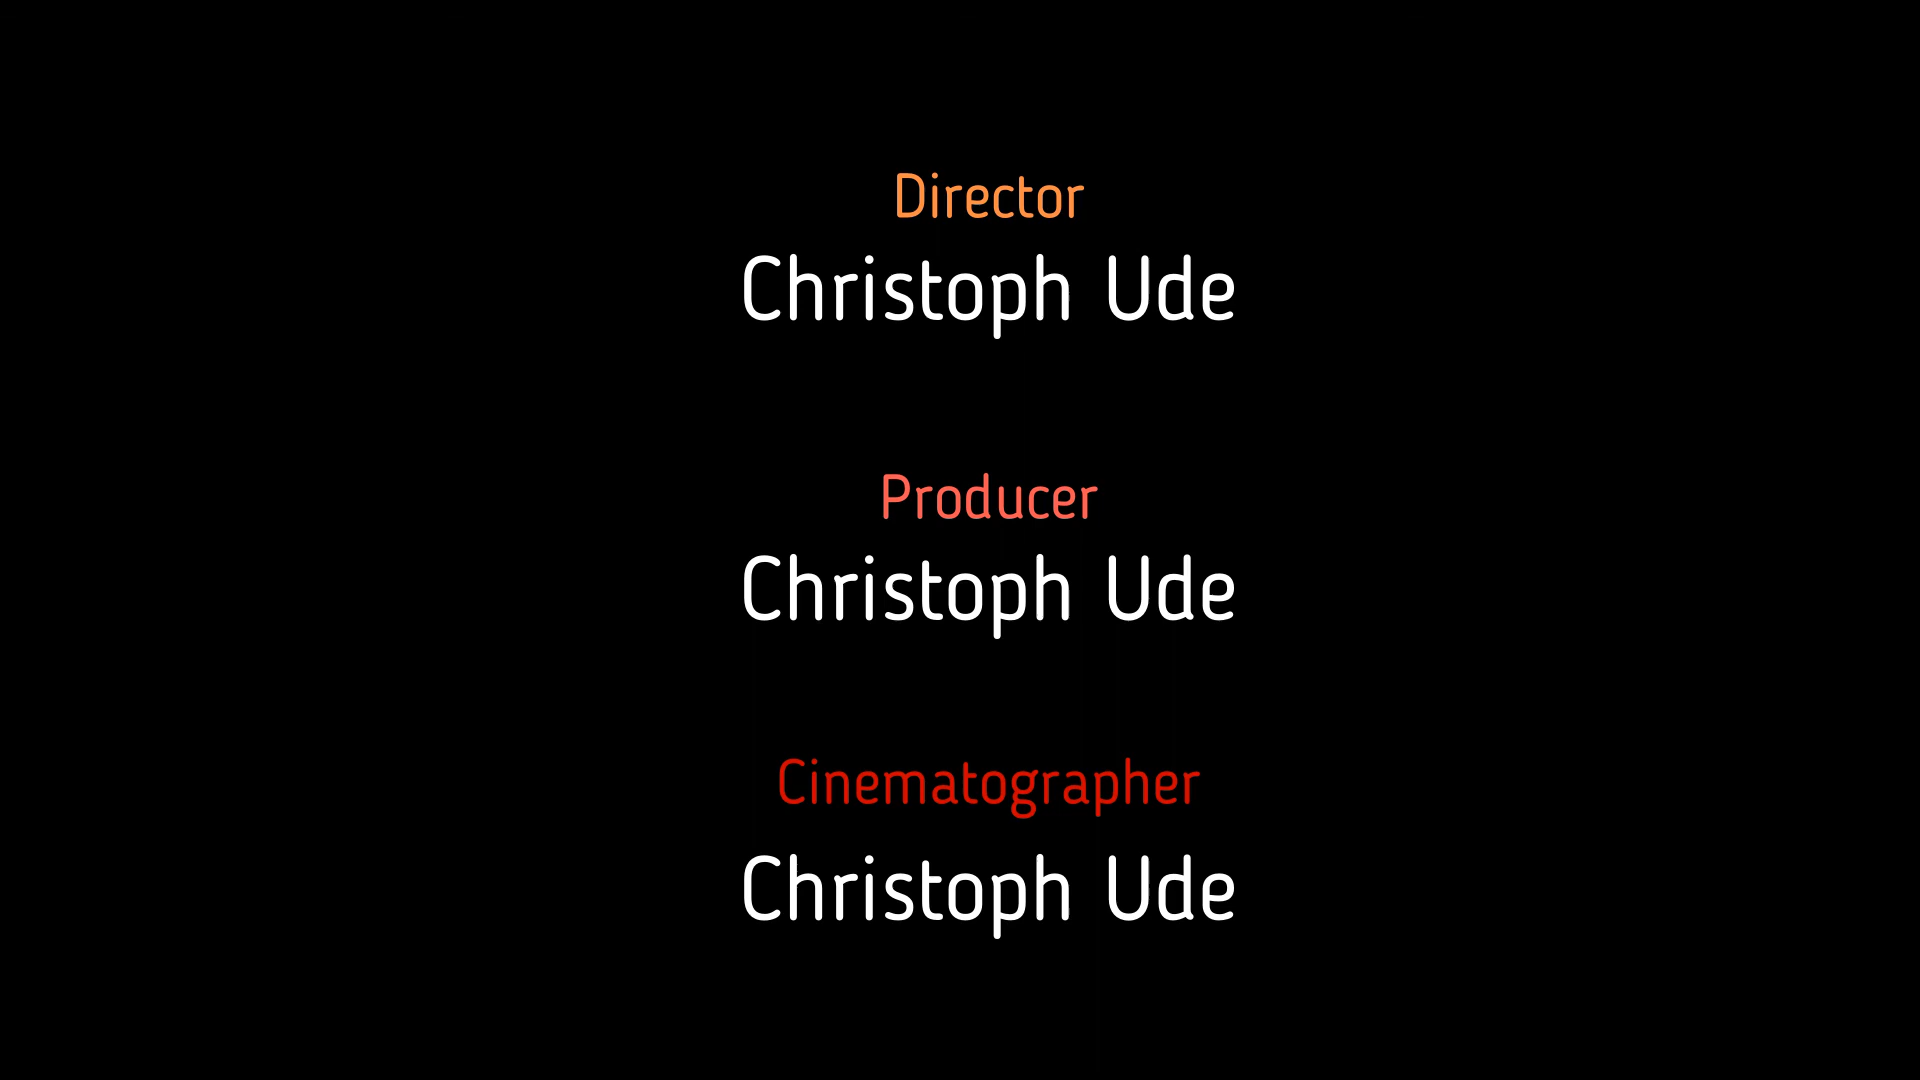 Director
Christoph Ude
Producer
Christoph Ude
Cinematographer
Christoph Ude